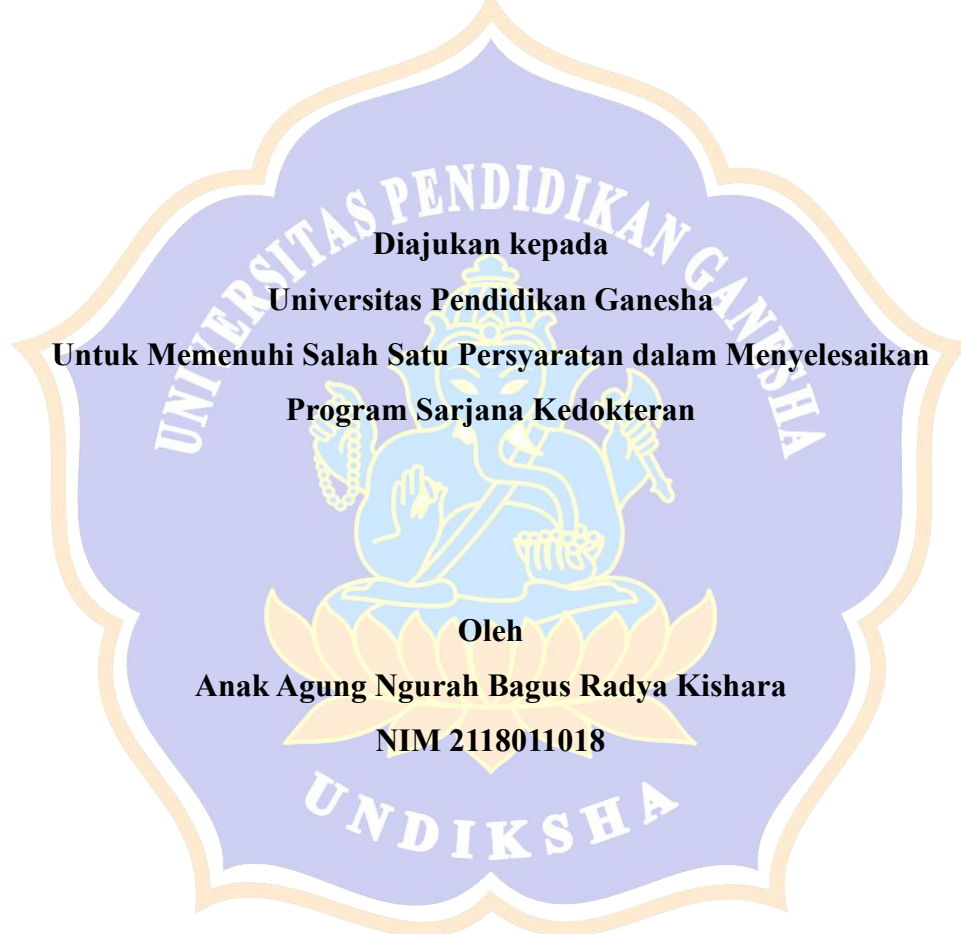 UNIVERSITAS PENDIDIKAN GANESHA
Diajukan kepada
Universitas Pendidikan Ganesha
Untuk Memenuhi Salah Satu Persyaratan dalam Menyelesaikan
Program Sarjana Kedokteran
Oleh
Anak Agung Ngurah Bagus Radya Kishara
NIM 2118011018
UNDIKSHA